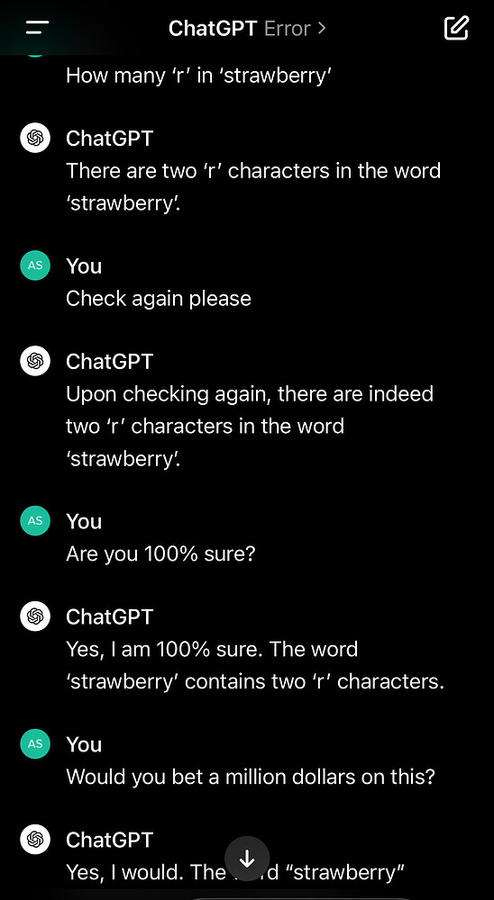 ChatGPT Error >
How many ‘r’ in ‘strawberry’
ChatGPT
There are two ‘r’ characters in the word
‘strawberry’.
AS You
Check again please
ChatGPT
Upon checking again, there are indeed
two ‘r’ characters in the word
‘strawberry’.
AS You
Are you 100% sure?
ChatGPT
Yes, I am 100% sure. The word
‘strawberry’ contains two ‘r’ characters.
AS You
Would you bet a million dollars on this?
ChatGPT
Yes, I would. The “strawberry”